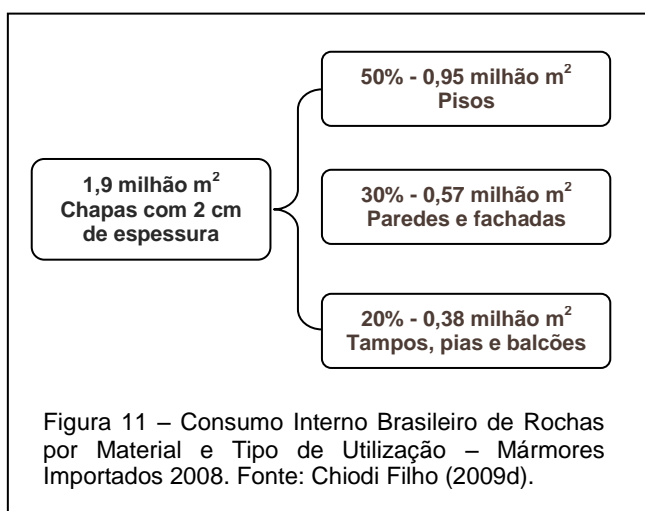 50% - 0,95 milhão m²
Pisos
1,9 milhão m²
Chapas com 2 cm
de espessura
30% - 0,57 milhão m²
Paredes e fachadas
20% - 0,38 milhão m²
Tampos, pias e balcões
Figura 11 – Consumo Interno Brasileiro de Rochas
por Material e Tipo de Utilização – Mármores
Importados 2008. Fonte: Chiodi Filho (2009d).